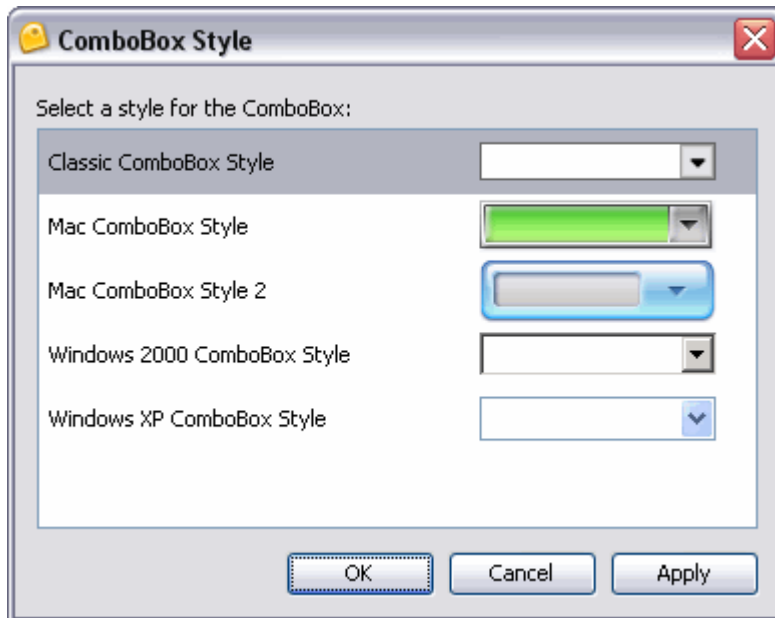 ComboBox Style
Select a style for the ComboBox:
Classic ComboBox Style
Mac ComboBox Style
Mac ComboBox Style 2
Windows 2000 ComboBox Style
Windows XP ComboBox Style
OK Cancel Apply